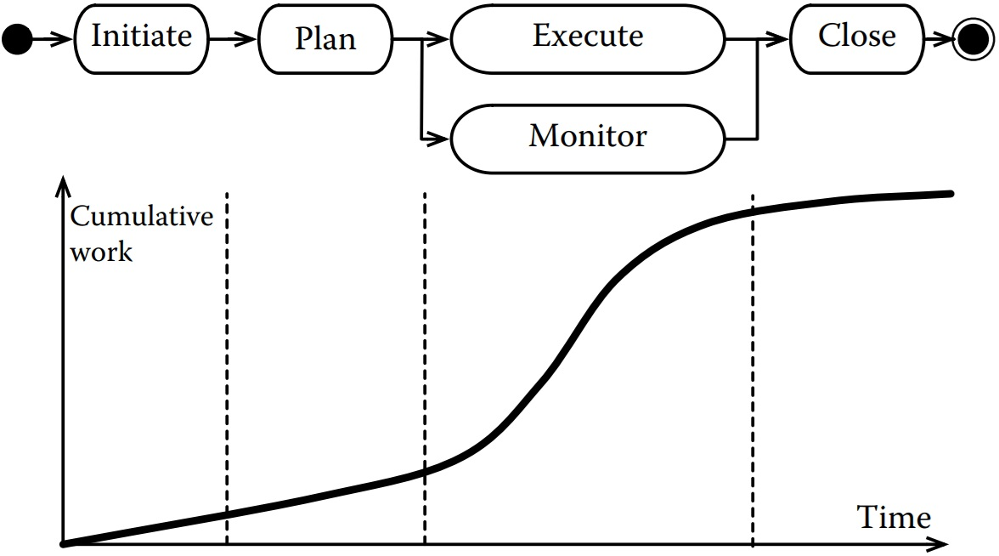 Initiate
Plan
Execute
Close
Monitor
Cumulative
work
Time